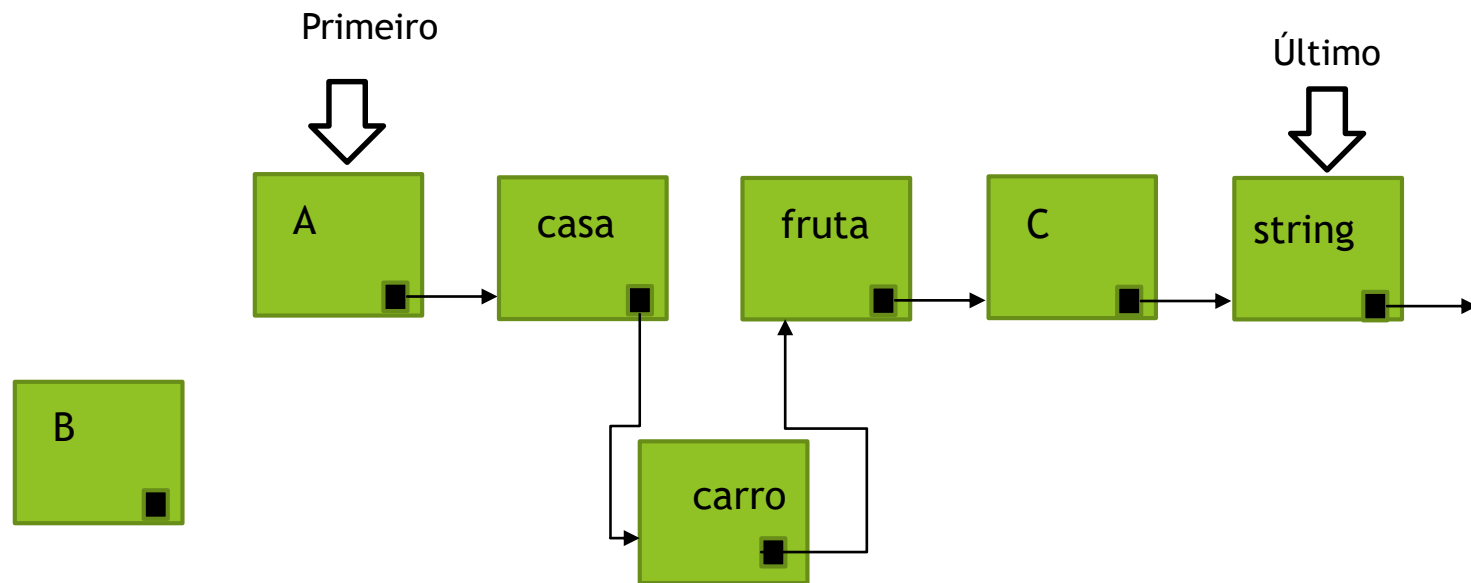 Primeiro
Último
A
casa
fruta
C
string
B
carro